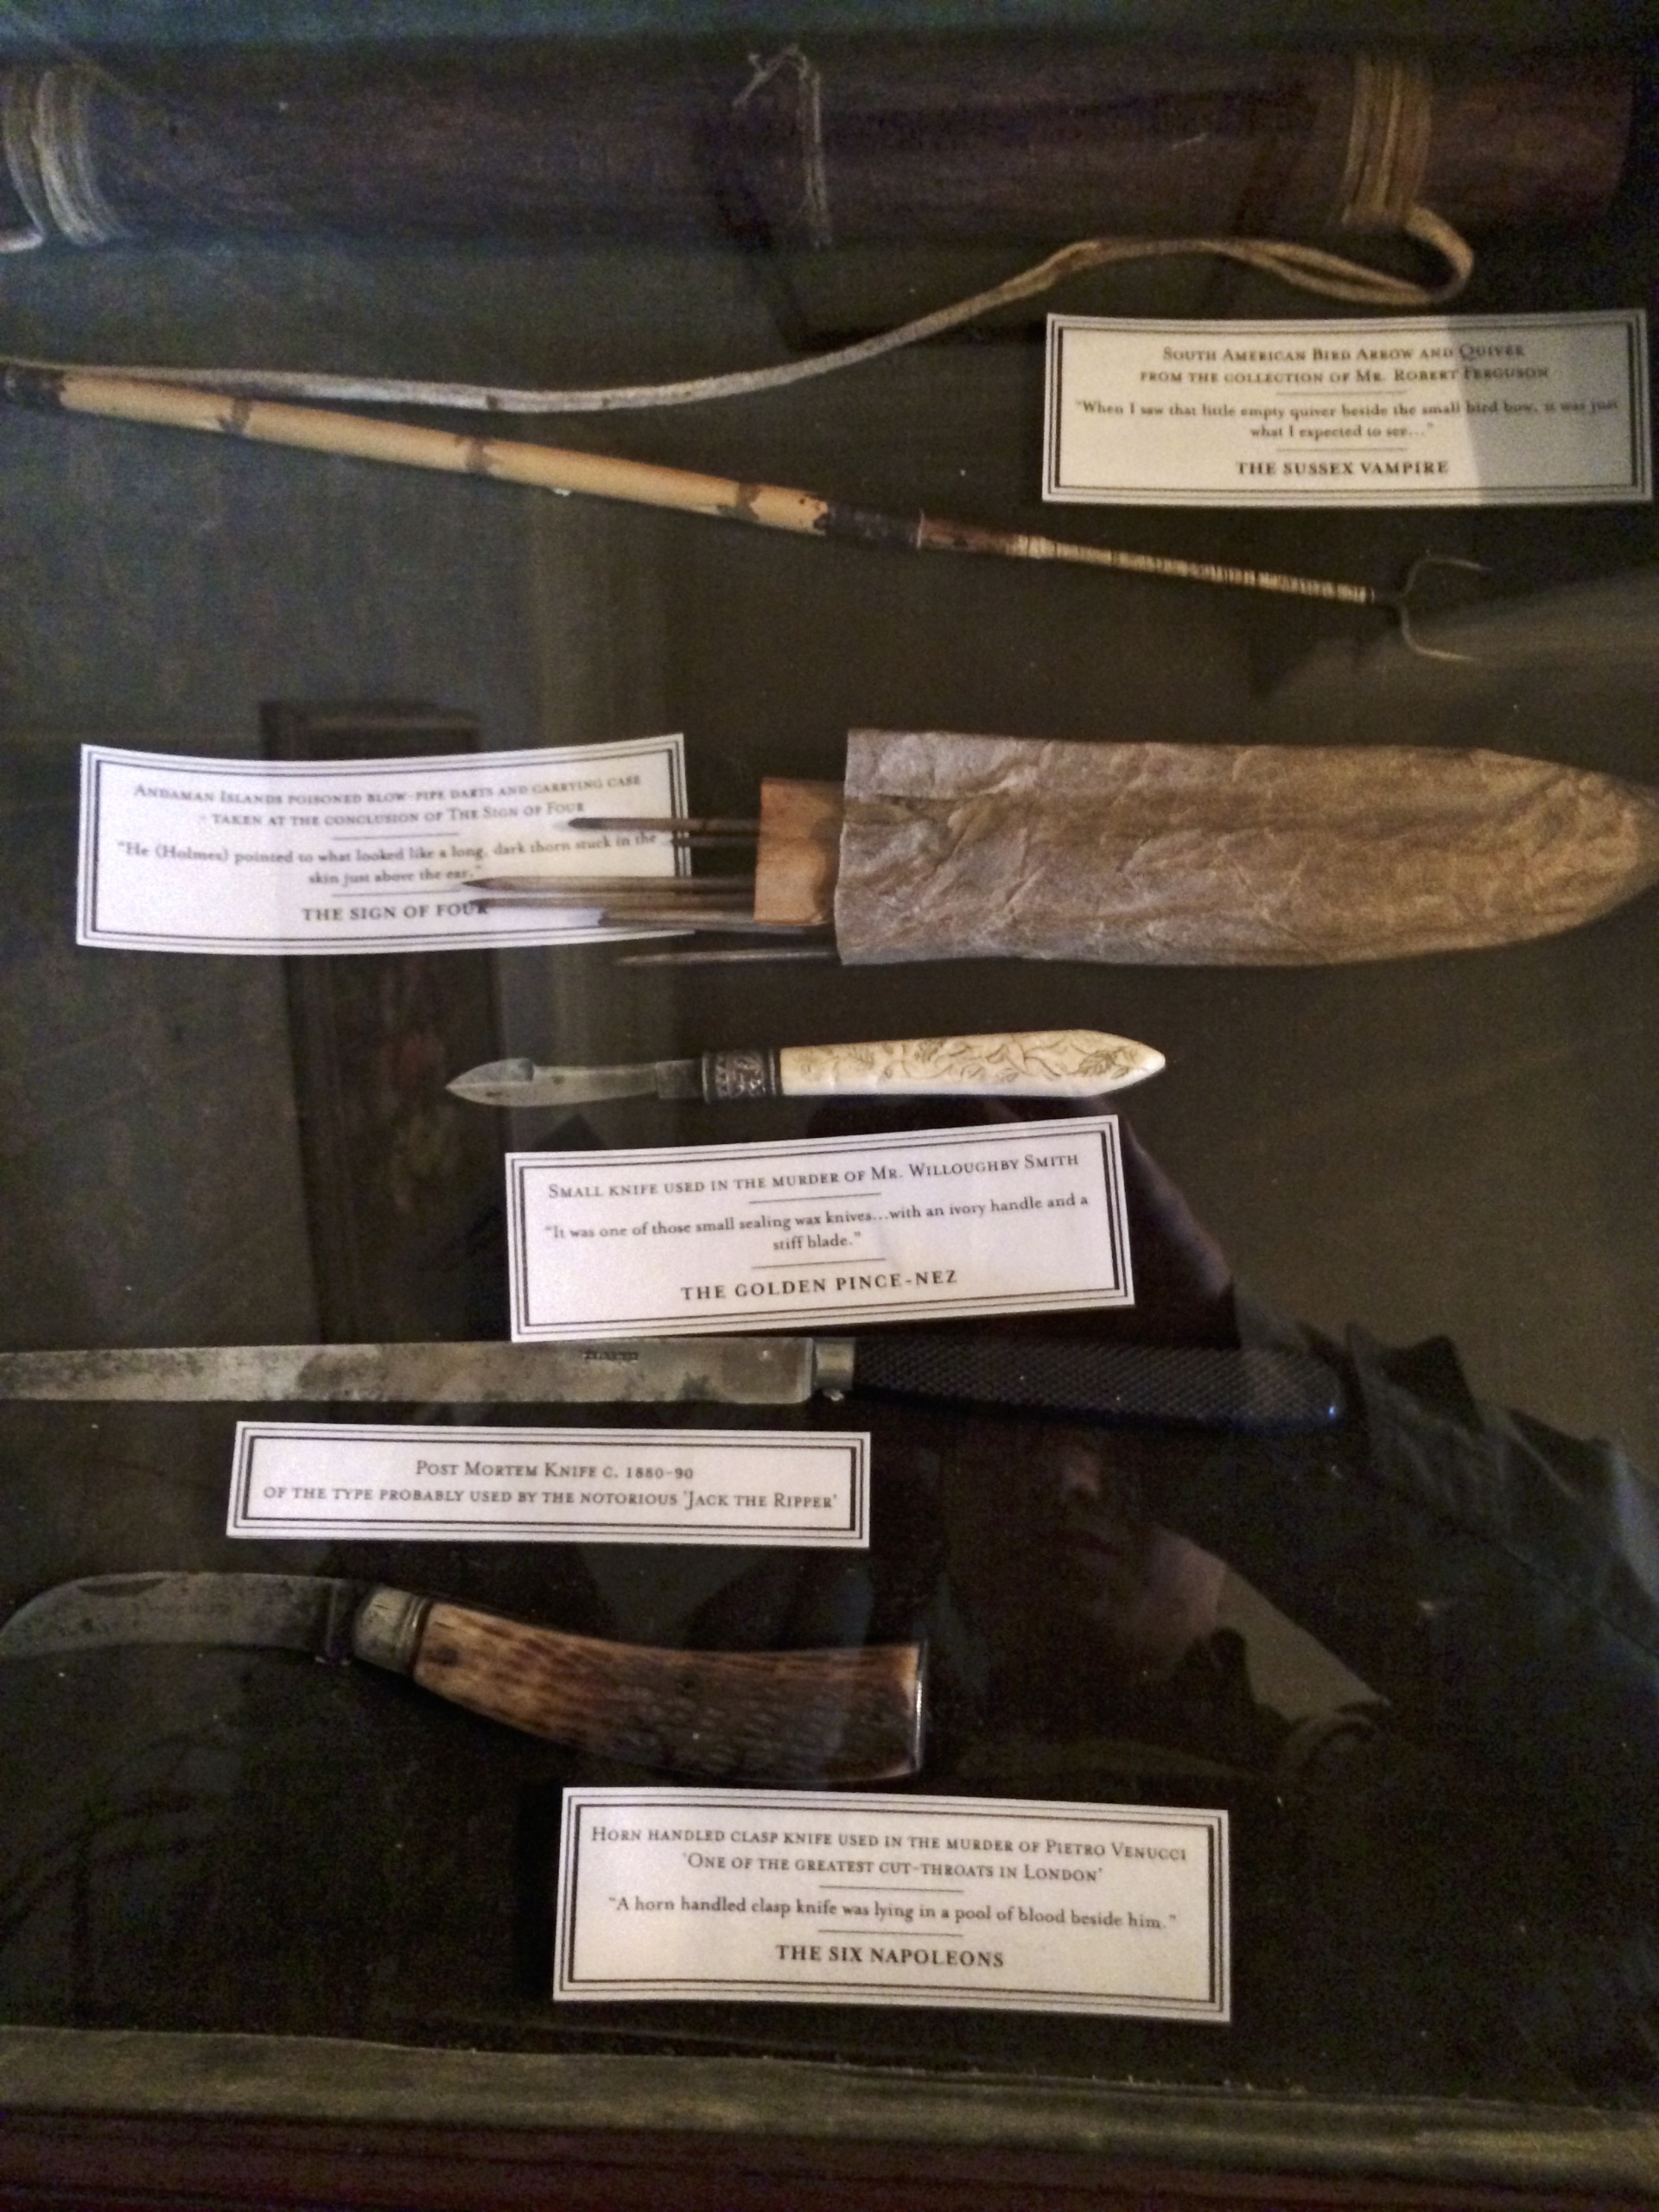 South American Bird Arrow and Quiver
from the collection of Mr. Robert Ferguson
"When I saw that little empty quiver beside the small bird bow, it was just
what I expected to see..."
THE SUSSEX VAMPIRE
Andaman Islands poisoned blow-pipe darts and carrying case
- taken at the conclusion of The Sign of Four
"He (Holmes) pointed to what looked like a long, dark thorn stuck in the
skin just above the ear."
THE SIGN OF FOUR
Small knife used in the murder of Mr. Willoughby Smith
"It was one of those small sealing wax knives...with an ivory handle and a
stiff blade."
THE GOLDEN PINCE-NEZ
Post Mortem Knife c. 1880-90
of the type probably used by the notorious 'Jack the Ripper'
Horn handled clasp knife used in the murder of Pietro Venucci
'One of the greatest cut-throats in London'
"A horn handled clasp knife was lying in a pool of blood beside him."
THE SIX NAPOLEONS